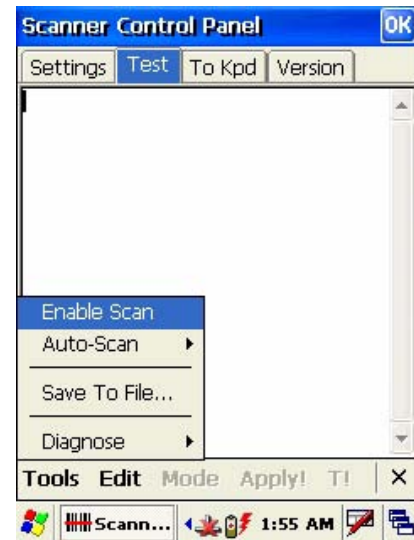 Scanner Control Panel OK
Settings Test To Kpd Version
Enable Scan
Auto-Scan
Save To File...
Diagnose
Tools Edit Mode Apply! T!
Scann... 1:55 AM